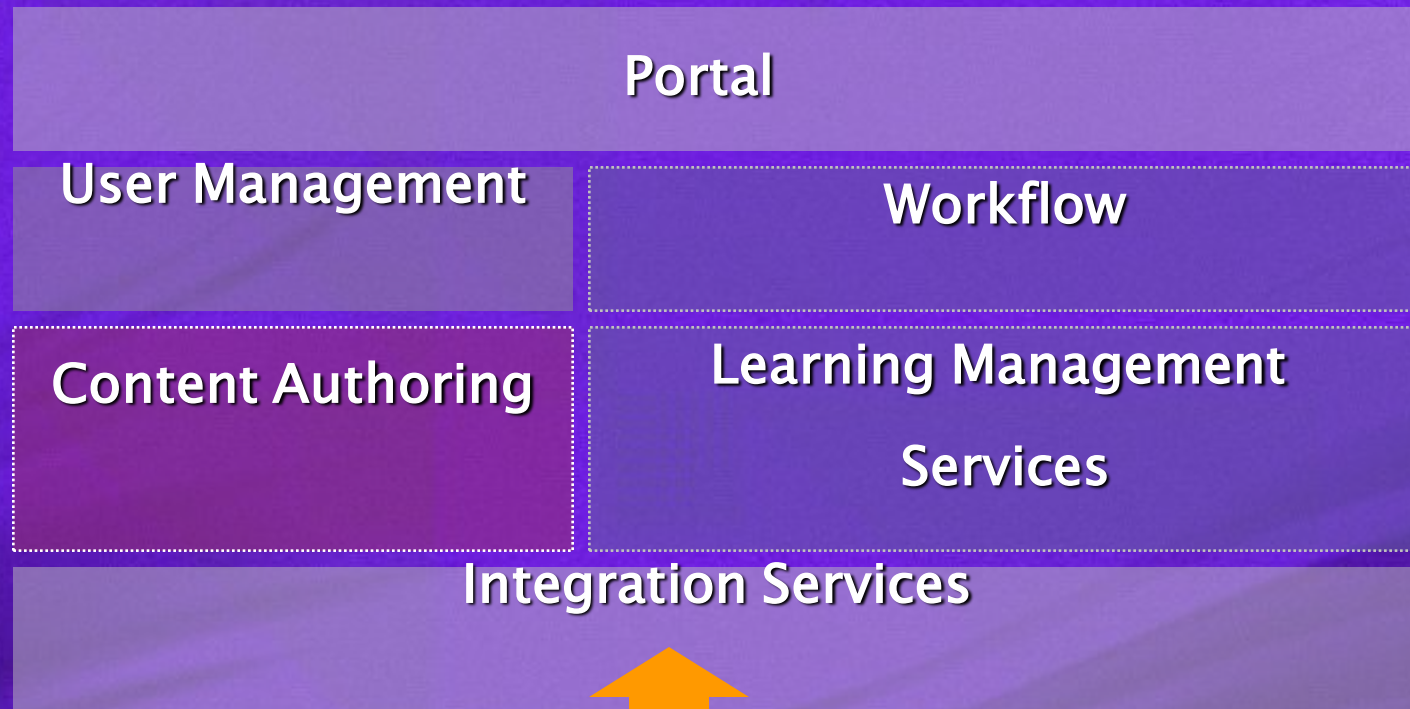 Portal
User Management
Workflow
Content Authoring
Learning Management
Services
Integration Services